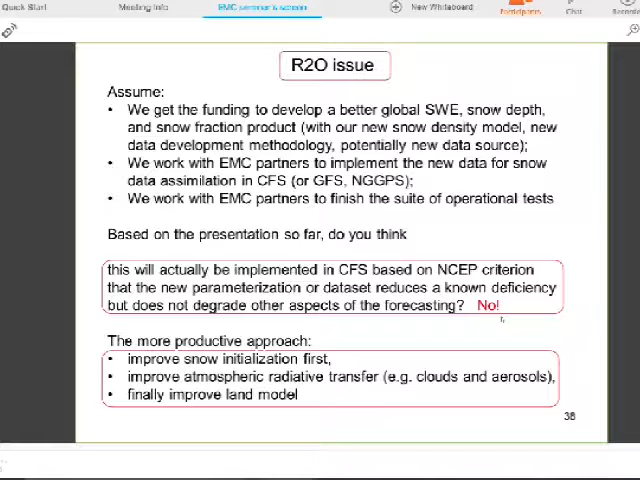 Quick Start Meeting Info EMC seminar's screen New Whiteboard Participants Chat
R2O issue
Assume:
• We get the funding to develop a better global SWE, snow depth,
and snow fraction product (with our new snow density model, new
data development methodology, potentially new data source);
• We work with EMC partners to implement the new data for snow
data assimilation in CFS (or GFS, NGGPS);
• We work with EMC partners to finish the suite of operational tests
Based on the presentation so far, do you think
this will actually be implemented in CFS based on NCEP criterion
that the new parameterization or dataset reduces a known deficiency
but does not degrade other aspects of the forecasting? No!
The more productive approach:
• improve snow initialization first,
• improve atmospheric radiative transfer (e.g. clouds and aerosols),
• finally improve land model
38